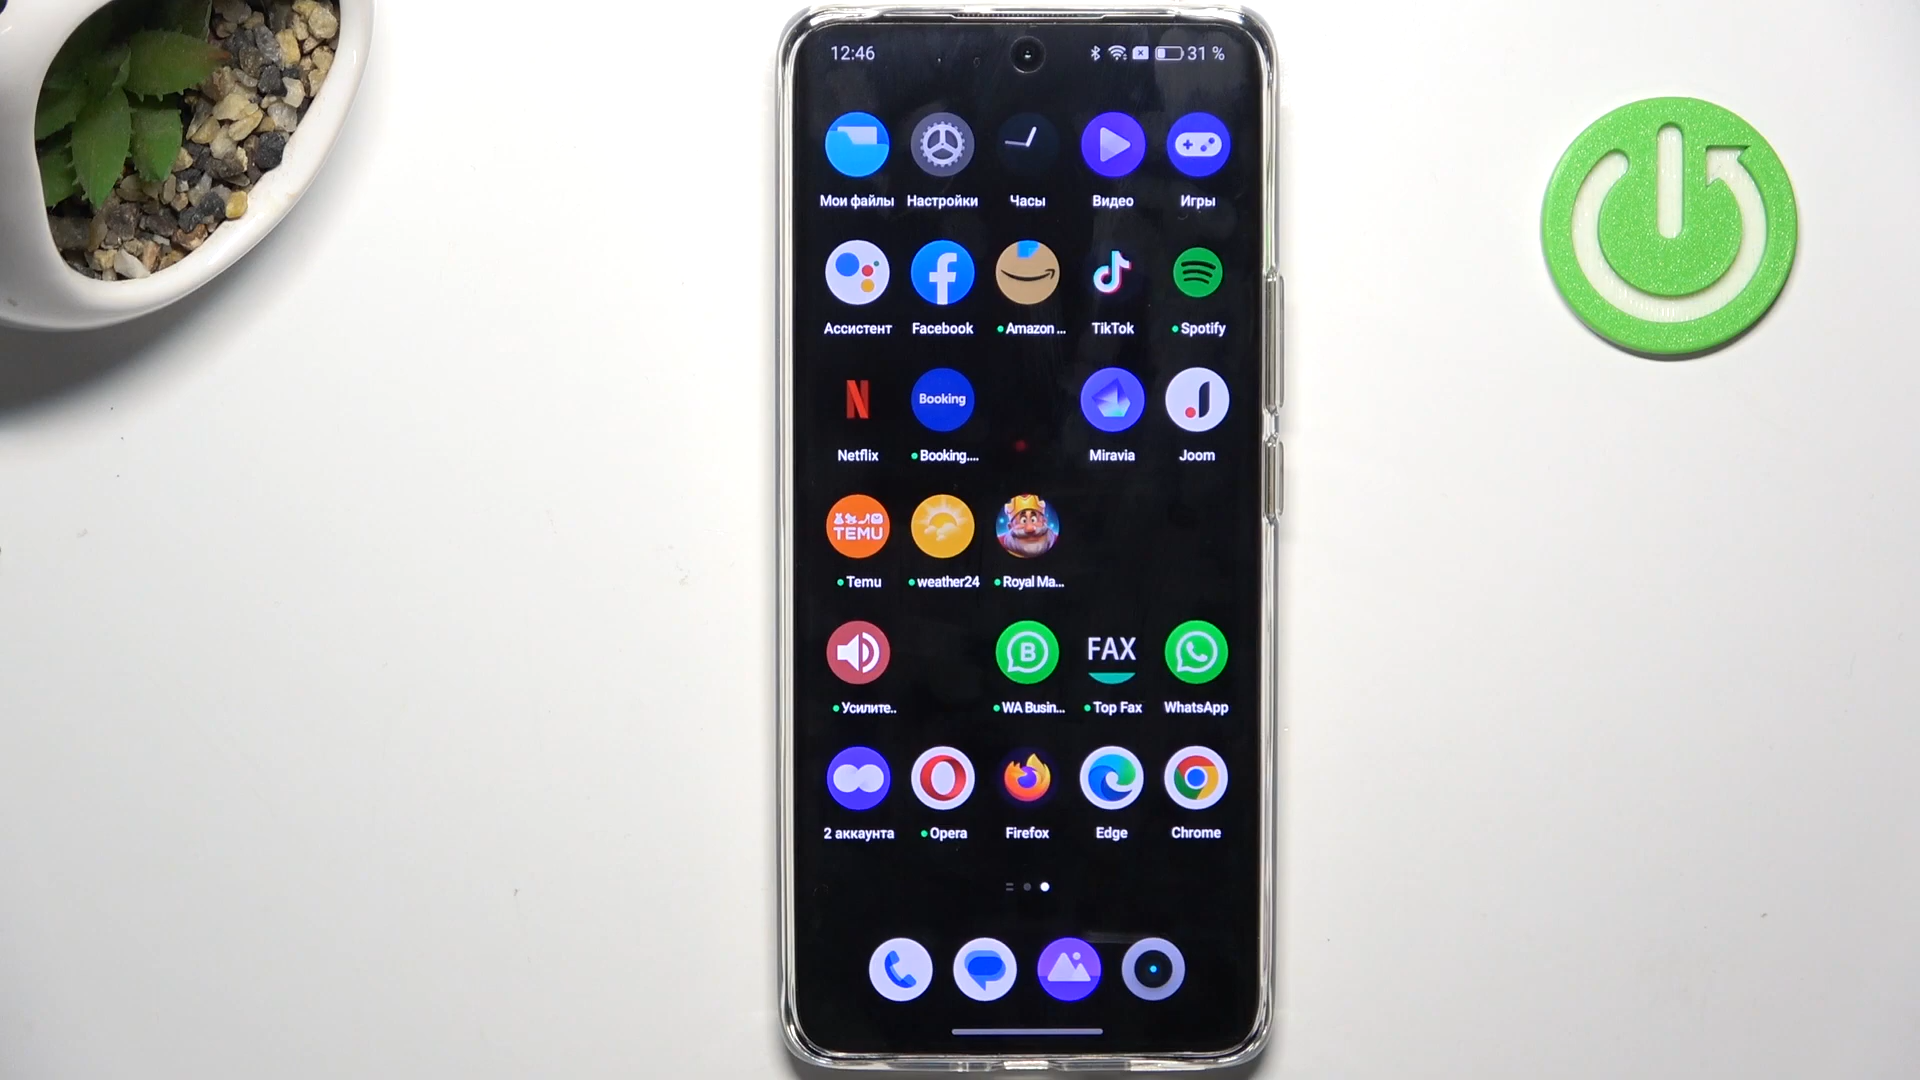 12:46 31 %
Мои файлы Настройки Часы Видео Игры
Ассистент Facebook Amazon ... TikTok Spotify
N Booking
Netflix Booking.... Miravia Joom
TEMU
Temu weather24 Royal Ma...
B FAX
Усилите.. WA Busin... Top Fax WhatsApp
2 аккаунта Opera Firefox Edge Chrome